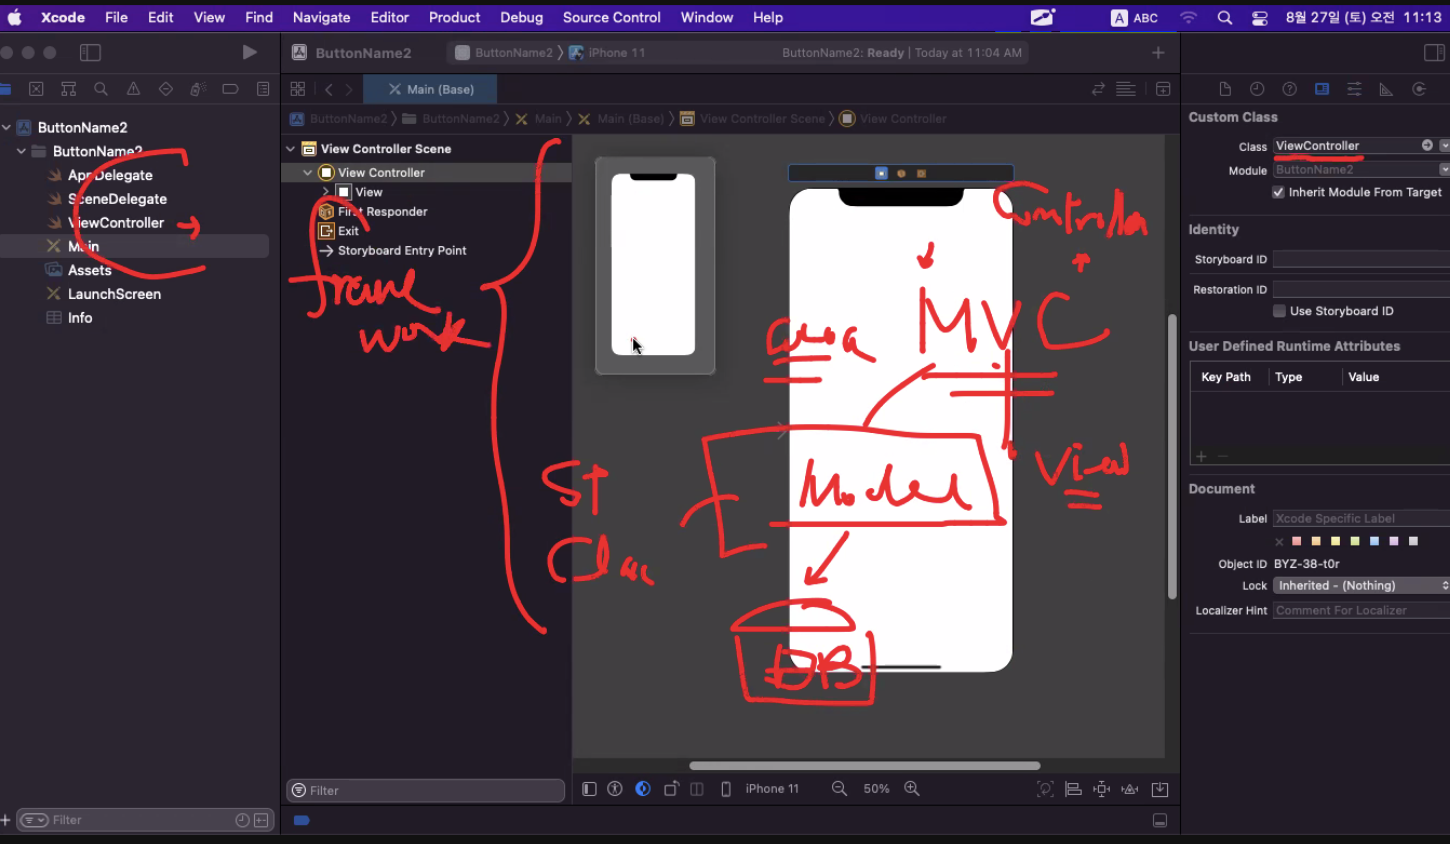 Xcode File Edit View Find Navigate Editor Product Debug Source Control Window Help
A ABC 8월 27일 (토) 오전 11:13
ButtonName2
ButtonName2 iPhone 11
ButtonName2: Ready | Today at 11:04 AM
Main (Base)
ButtonName2 ButtonName2 Main Main (Base) View Controller Scene View Controller
ButtonName2
ButtonName2
AppDelegate
SceneDelegate
ViewController
Main
Assets
LaunchScreen
Info
Filter
View Controller Scene
View Controller
View
First Responder
Exit
Storyboard Entry Point
Filter
frame
work
St
Controller
MVC
Model
View
DB
iPhone 11 50%
Custom Class
Class ViewController
Module ButtonName2
Inherit Module From Target
Identity
Storyboard ID
Restoration ID
Use Storyboard ID
User Defined Runtime Attributes
Key Path Type Value
Document
Label Xcode Specific Label
Object ID BYZ-38-t0r
Lock Inherited - (Nothing)
Localizer Hint Comment For Localizer